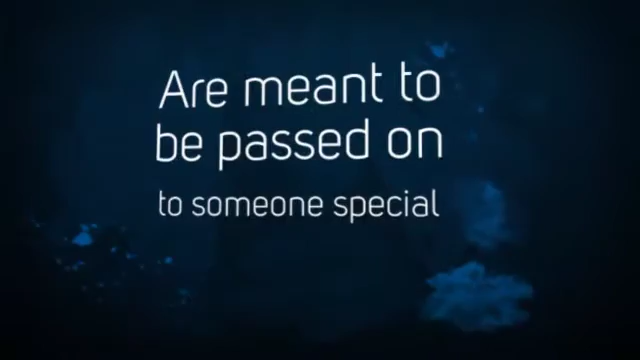 Are meant to
be passed on
to someone special